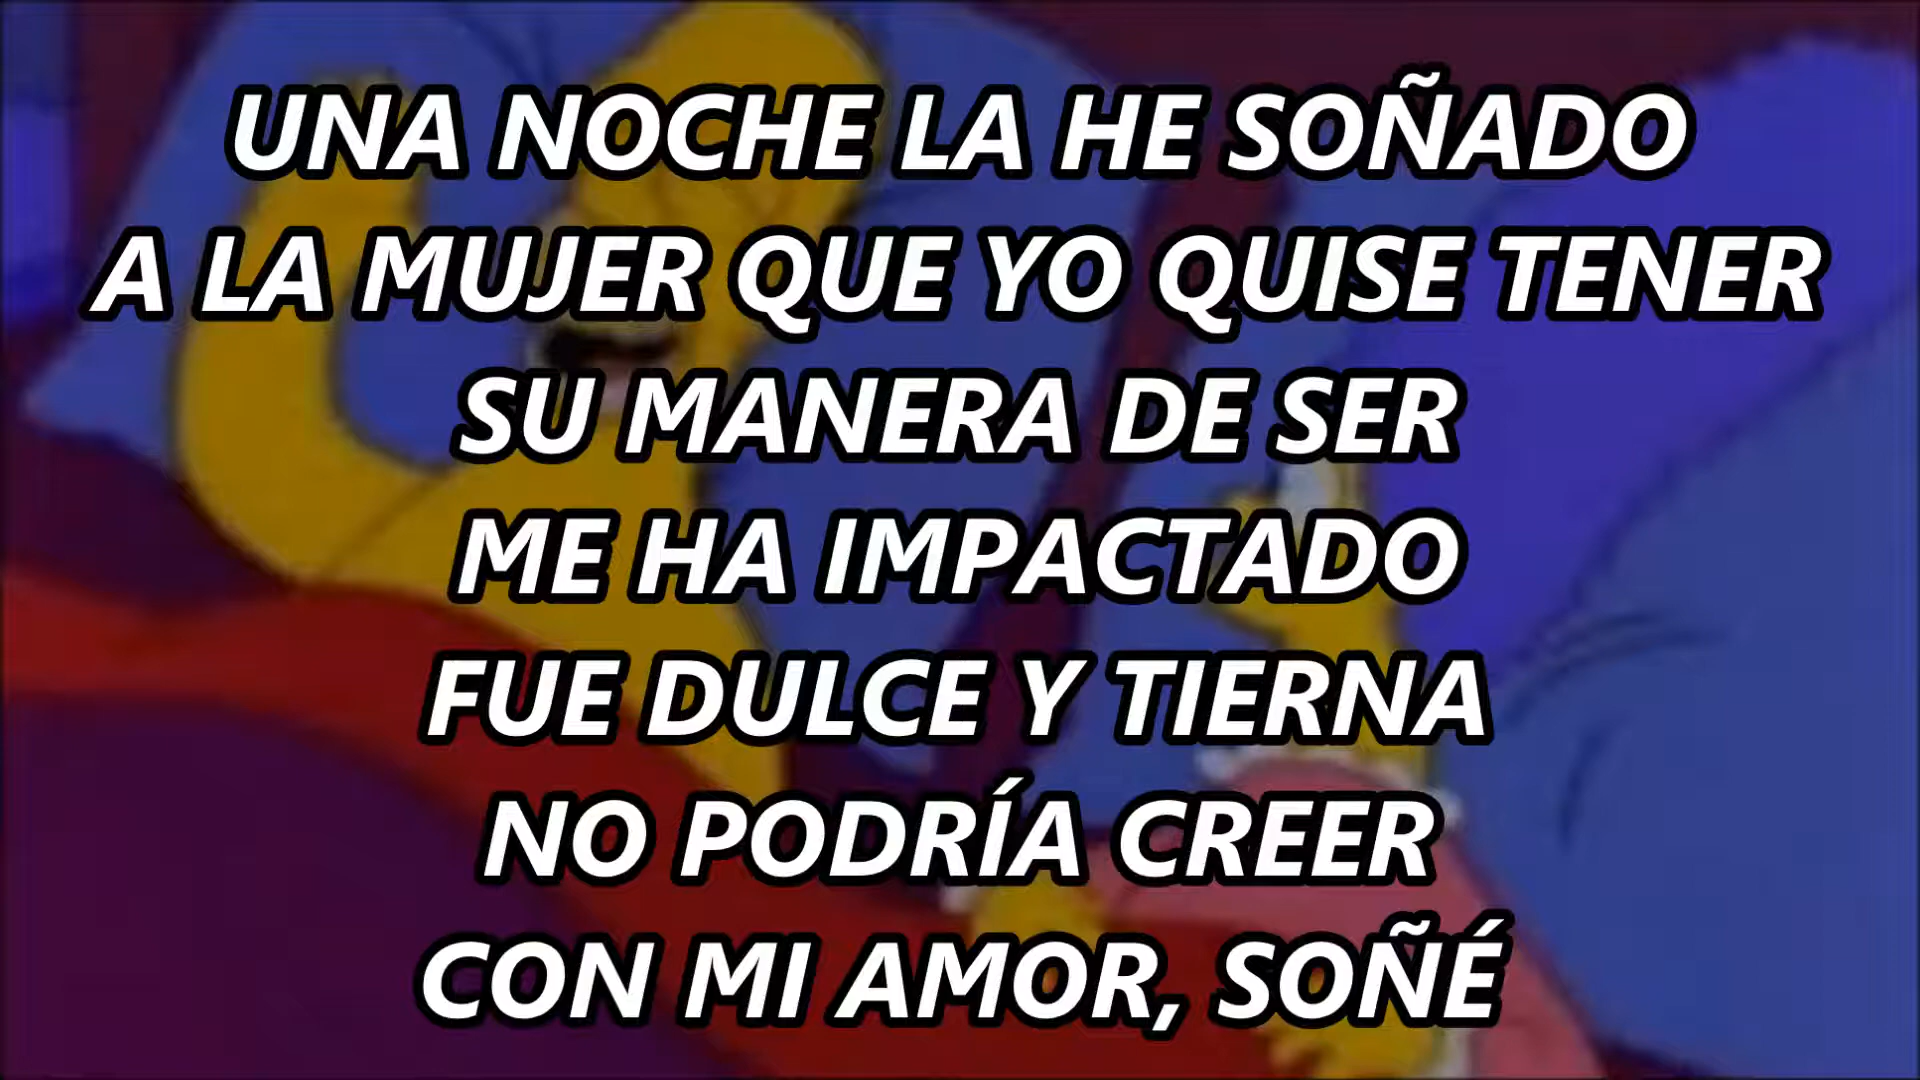 UNA NOCHE LA HE SOÑADO
A LA MUJER QUE YO QUISE TENER
SU MANERA DE SER
ME HA IMPACTADO
FUE DULCE Y TIERNA
NO PODRÍA CREER
CON MI AMOR, SOÑÉ